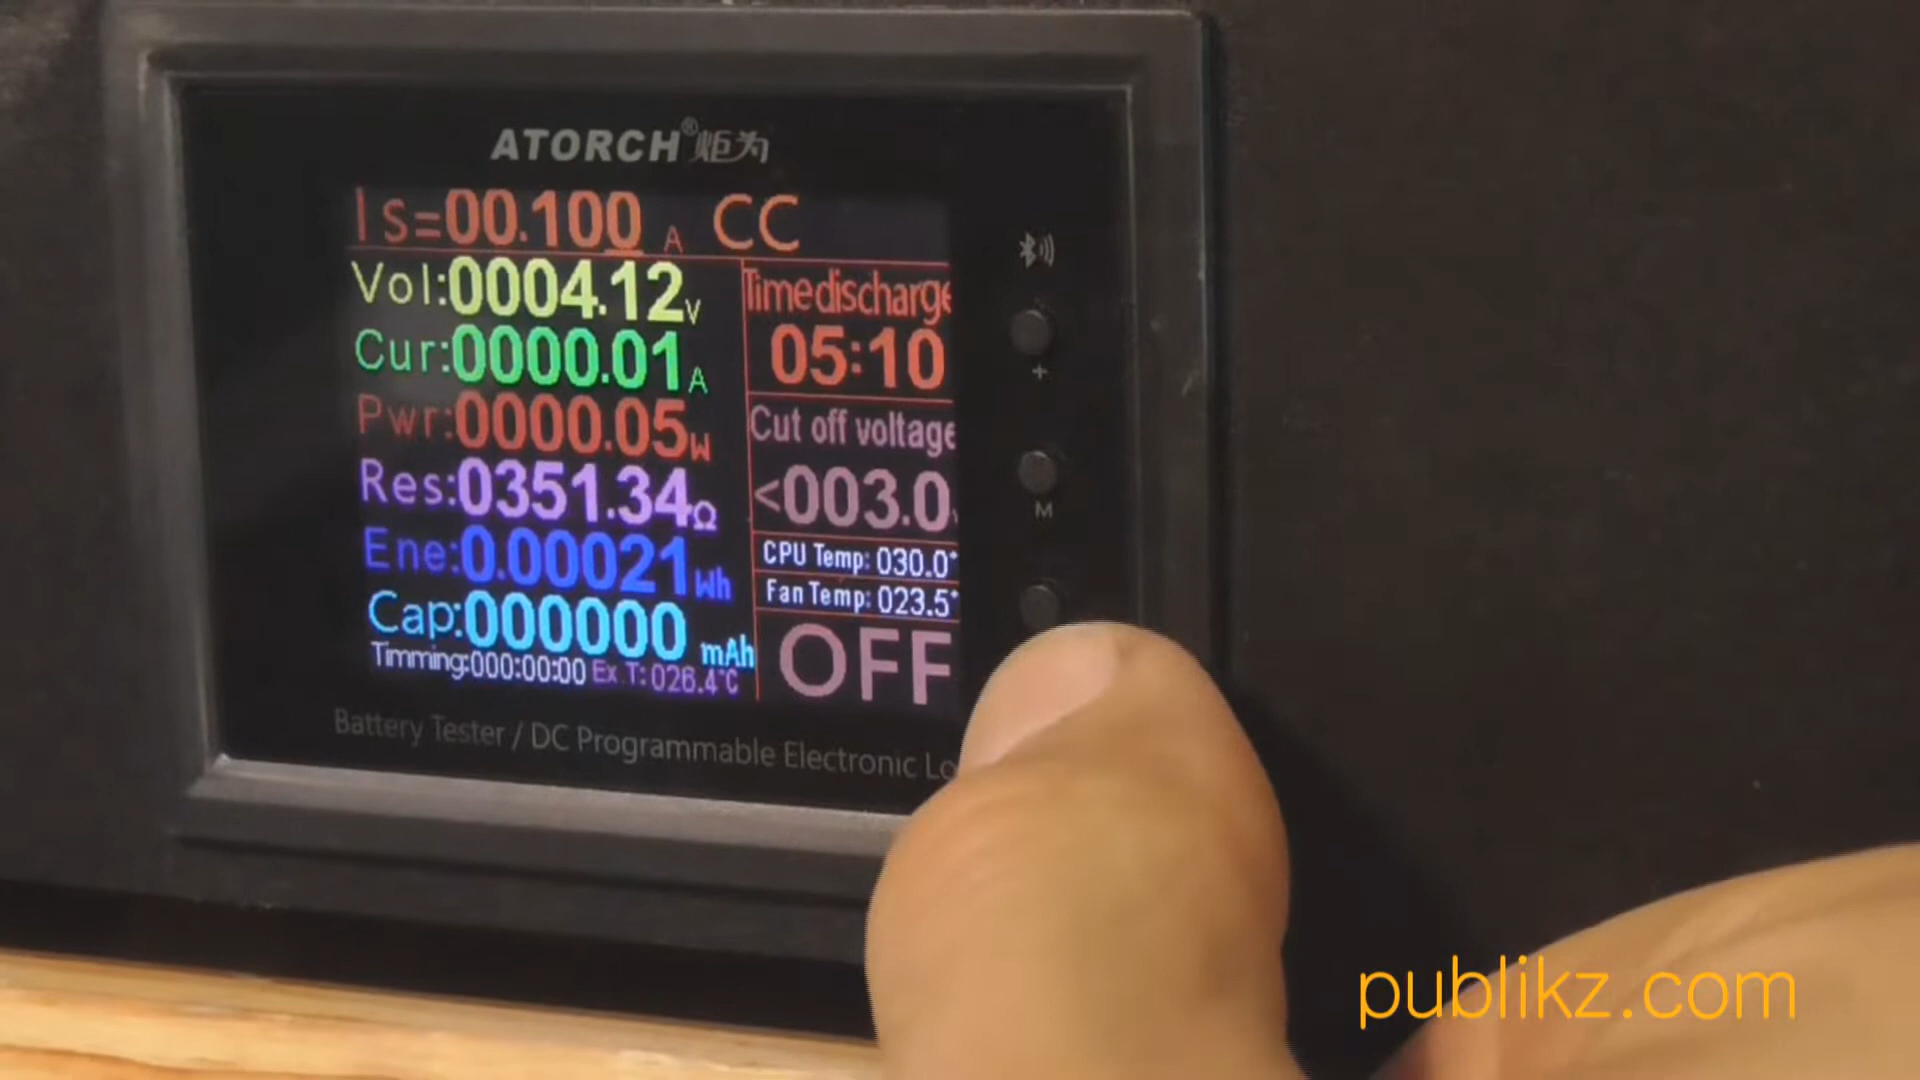 ATORCH®炬为
Is=00.100 A CC
Vol:0004.12V
Cur:0000.01A
Pwr:0000.05W
Res:0351.34Ω
Ene:0.00021Wh
Cap:000000 mAh
Timming:000:00:00 Ex.T:026.4°C
Timedischarge
05:10
Cut off voltage
<003.0
CPU Temp: 030.0°
Fan Temp: 023.5°
OFF
+
M
Battery Tester / DC Programmable Electronic Lo
publikz.com